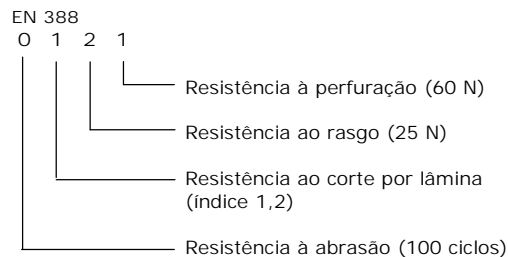 EN 388
0 1 2 1
Resistência à perfuração (60 N)
Resistência ao rasgo (25 N)
Resistência ao corte por lâmina
(índice 1,2)
Resistência à abrasão (100 ciclos)